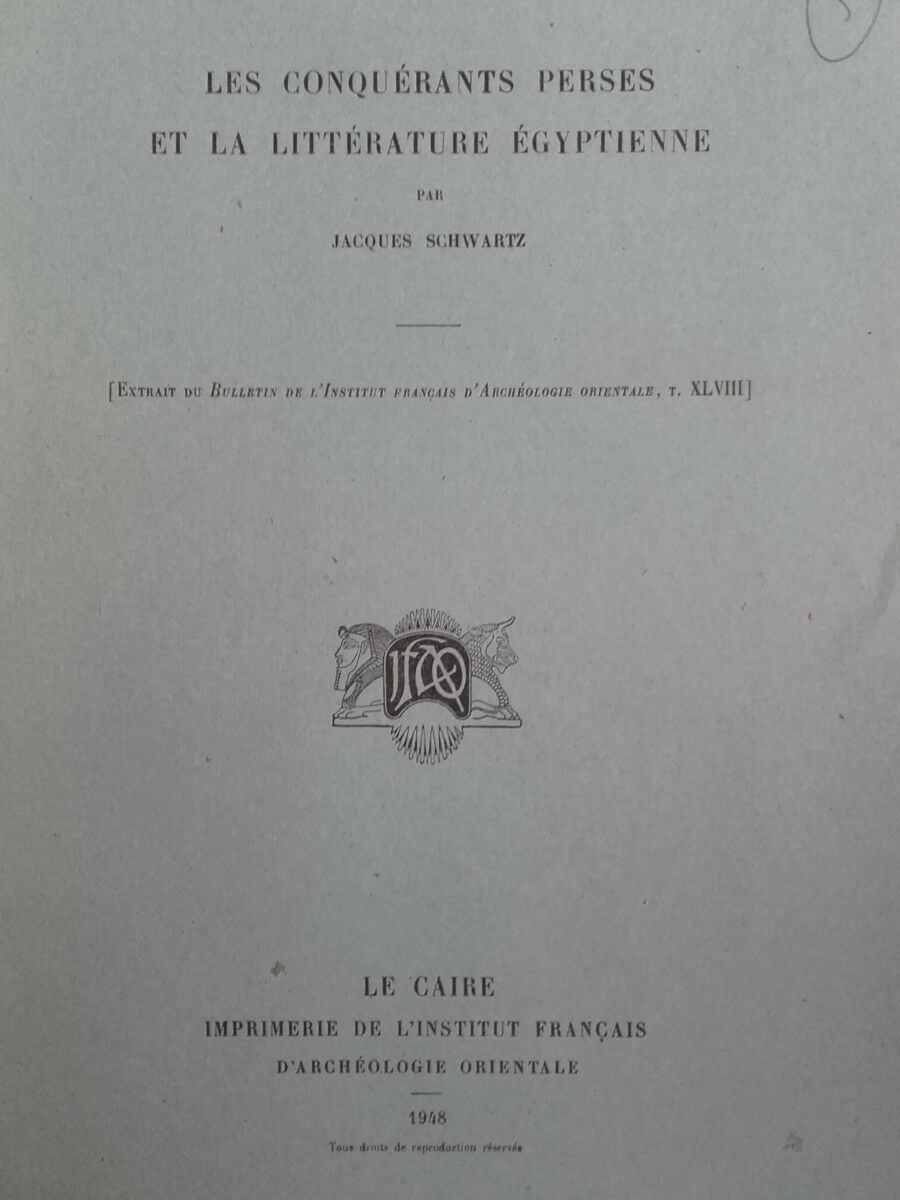 LES CONQUÉRANTS PERSES
ET LA LITTÉRATURE ÉGYPTIENNE
PAR
JACQUES SCHWARTZ
[EXTRAIT DU BULLETIN DE L'INSTITUT FRANÇAIS D'ARCHÉOLOGIE ORIENTALE, T. XLVIII]
IFAO
LE CAIRE
IMPRIMERIE DE L'INSTITUT FRANÇAIS
D'ARCHÉOLOGIE ORIENTALE
1948
Tous droits de reproduction réservés